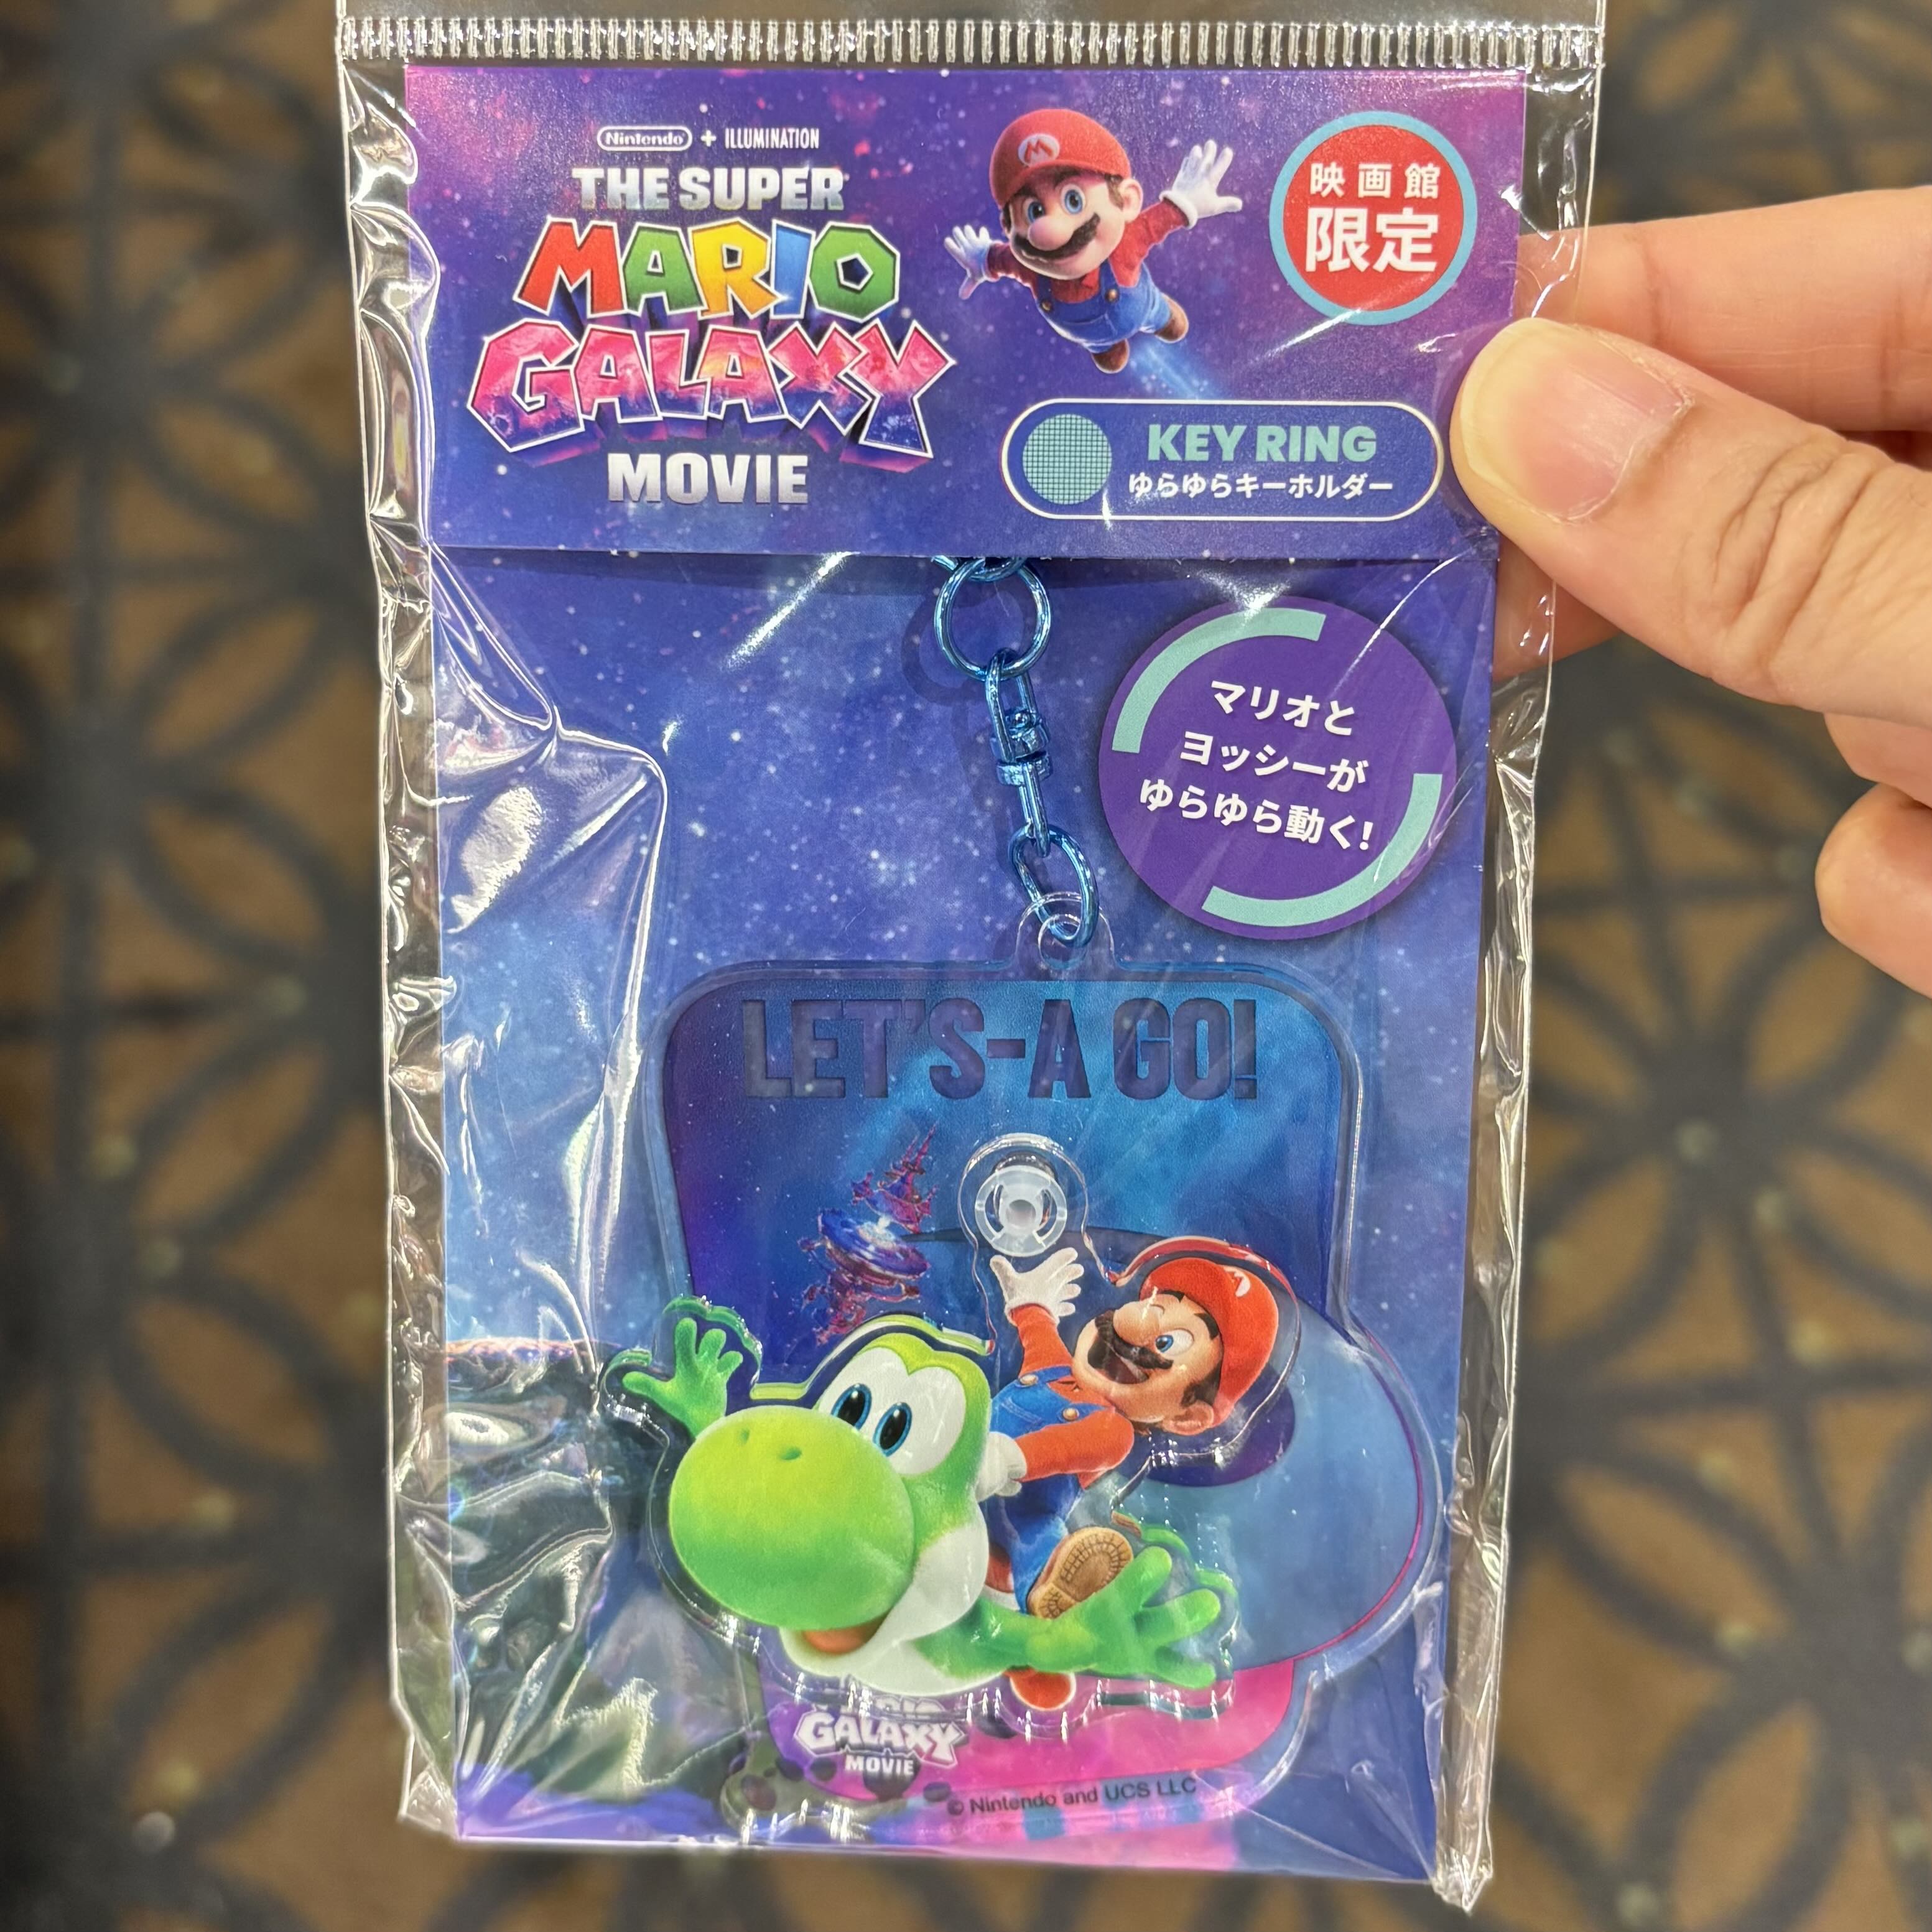 Nintendo + ILLUMINATION
THE SUPER
MARIO
GALAXY
MOVIE
映画館
限定
KEY RING
ゆらゆらキーホルダー
マリオと
ヨッシーが
ゆらゆら動く!
LET'S-A GO!
GALAXY
MOVIE
© Nintendo and UCS LLC